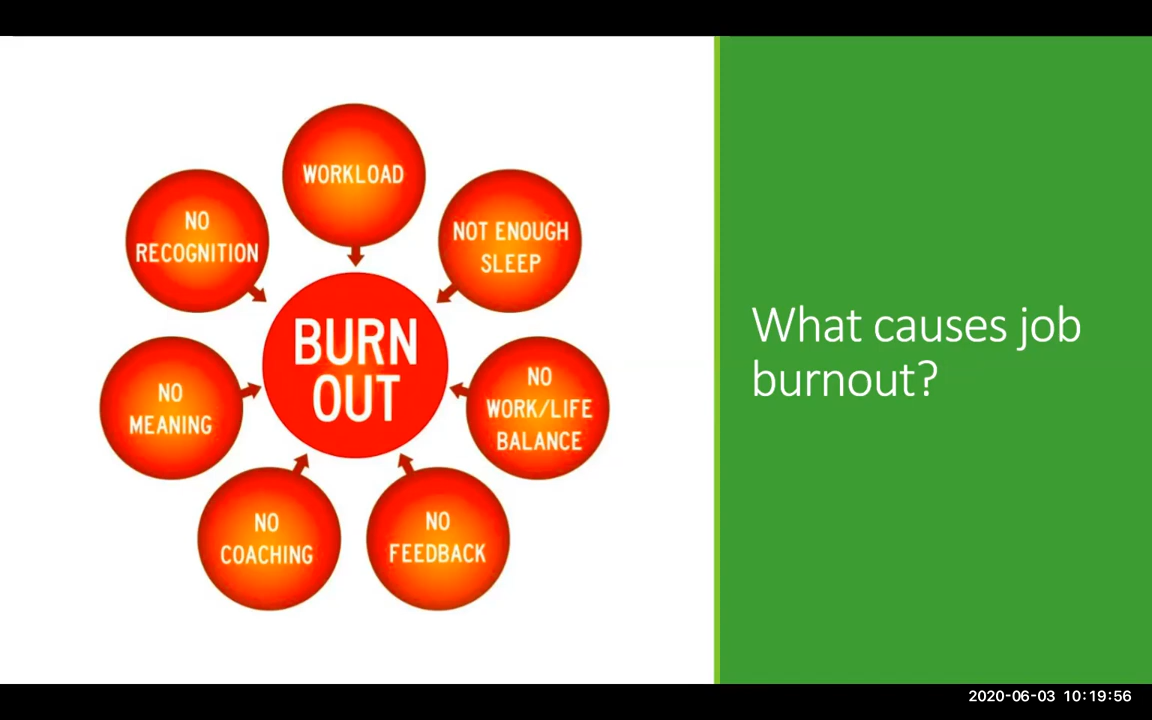 WORKLOAD
NOT ENOUGH
SLEEP
NO
WORK/LIFE
BALANCE
NO
FEEDBACK
NO
COACHING
NO
MEANING
NO
RECOGNITION
BURN
OUT
What causes job
burnout?
2020-06-03 10:19:56